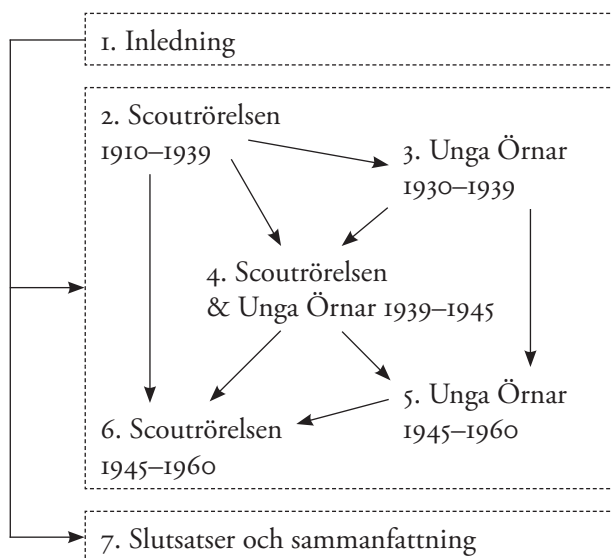 1. Inledning
2. Scoutrörelsen
1910–1939
3. Unga Örnar
1930–1939
4. Scoutrörelsen
& Unga Örnar 1939–1945
5. Unga Örnar
1945–1960
6. Scoutrörelsen
1945–1960
7. Slutsatser och sammanfattning